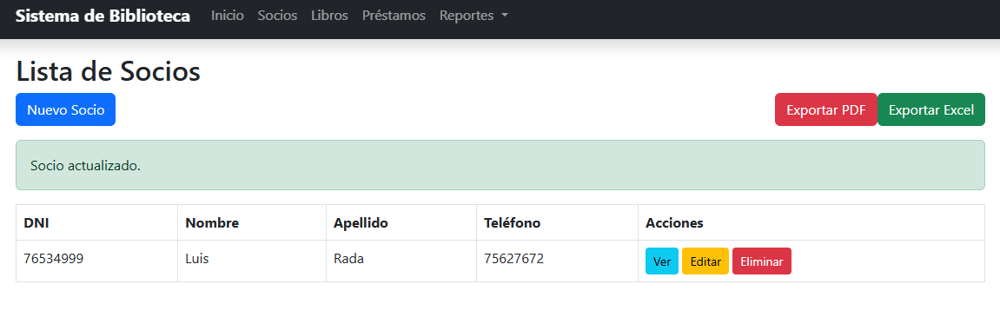 Sistema de Biblioteca Inicio Socios Libros Préstamos Reportes
Lista de Socios
Nuevo Socio Exportar PDF Exportar Excel
Socio actualizado.
DNI Nombre Apellido Teléfono Acciones
76534999 Luis Rada 75627672 Ver Editar Eliminar